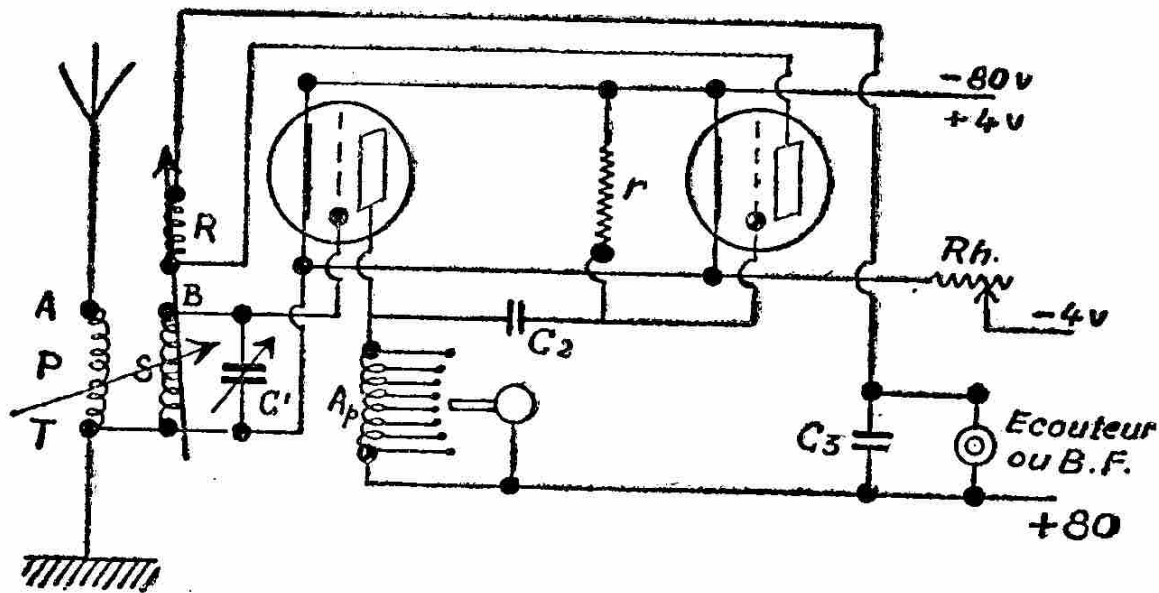 -80v
+4v
R
r
Rh.
A
B
-4v
P
S
C'
C2
Ap
T
C3
Ecouteur
ou B.F.
+80